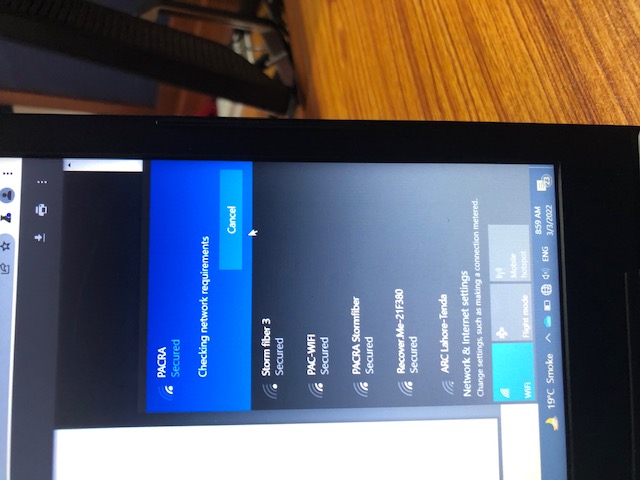 PACRA
Secured
Checking network requirements
Cancel
Storm fiber 3
Secured
PAC-WIFI
Secured
PACRA Stormfiber
Secured
Recover.Me-21F380
Secured
ARC Lahore-Tenda
Network & Internet settings
Change settings, such as making a connection metered.
WiFi
Flight mode
Mobile
hotspot
19°C Smoke
ENG
8:59 AM
3/3/2022
23